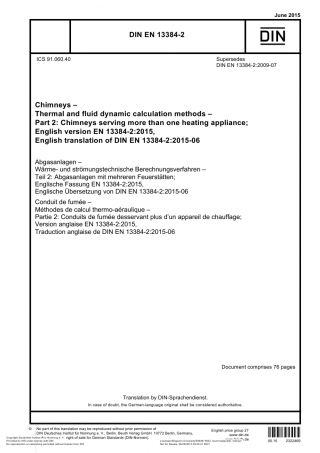 June 2015
DIN EN 13384-2
DIN
ICS 91.060.40
Supersedes
DIN EN 13384-2:2009-07
Chimneys –
Thermal and fluid dynamic calculation methods –
Part 2: Chimneys serving more than one heating appliance;
English version EN 13384-2:2015,
English translation of DIN EN 13384-2:2015-06
Abgasanlagen –
Wärme- und strömungstechnische Berechnungsverfahren –
Teil 2: Abgasanlagen mit mehreren Feuerstätten;
Englische Fassung EN 13384-2:2015,
Englische Übersetzung von DIN EN 13384-2:2015-06
Conduit de fumée –
Méthodes de calcul thermo-aéraulique –
Partie 2: Conduits de fumée desservant plus d'un appareil de chauffage;
Version anglaise EN 13384-2:2015,
Traduction anglaise de DIN EN 13384-2:2015-06
Document comprises 76 pages
Translation by DIN-Sprachendienst.
In case of doubt, the German-language original shall be considered authoritative.
No part of this translation may be reproduced without prior permission of
DIN Deutsches Institut für Normung e. V., Berlin. Beuth Verlag GmbH, 10772 Berlin, Germany,
right of sale for German Standards (DIN-Normen).
English price group 27
www.din.de